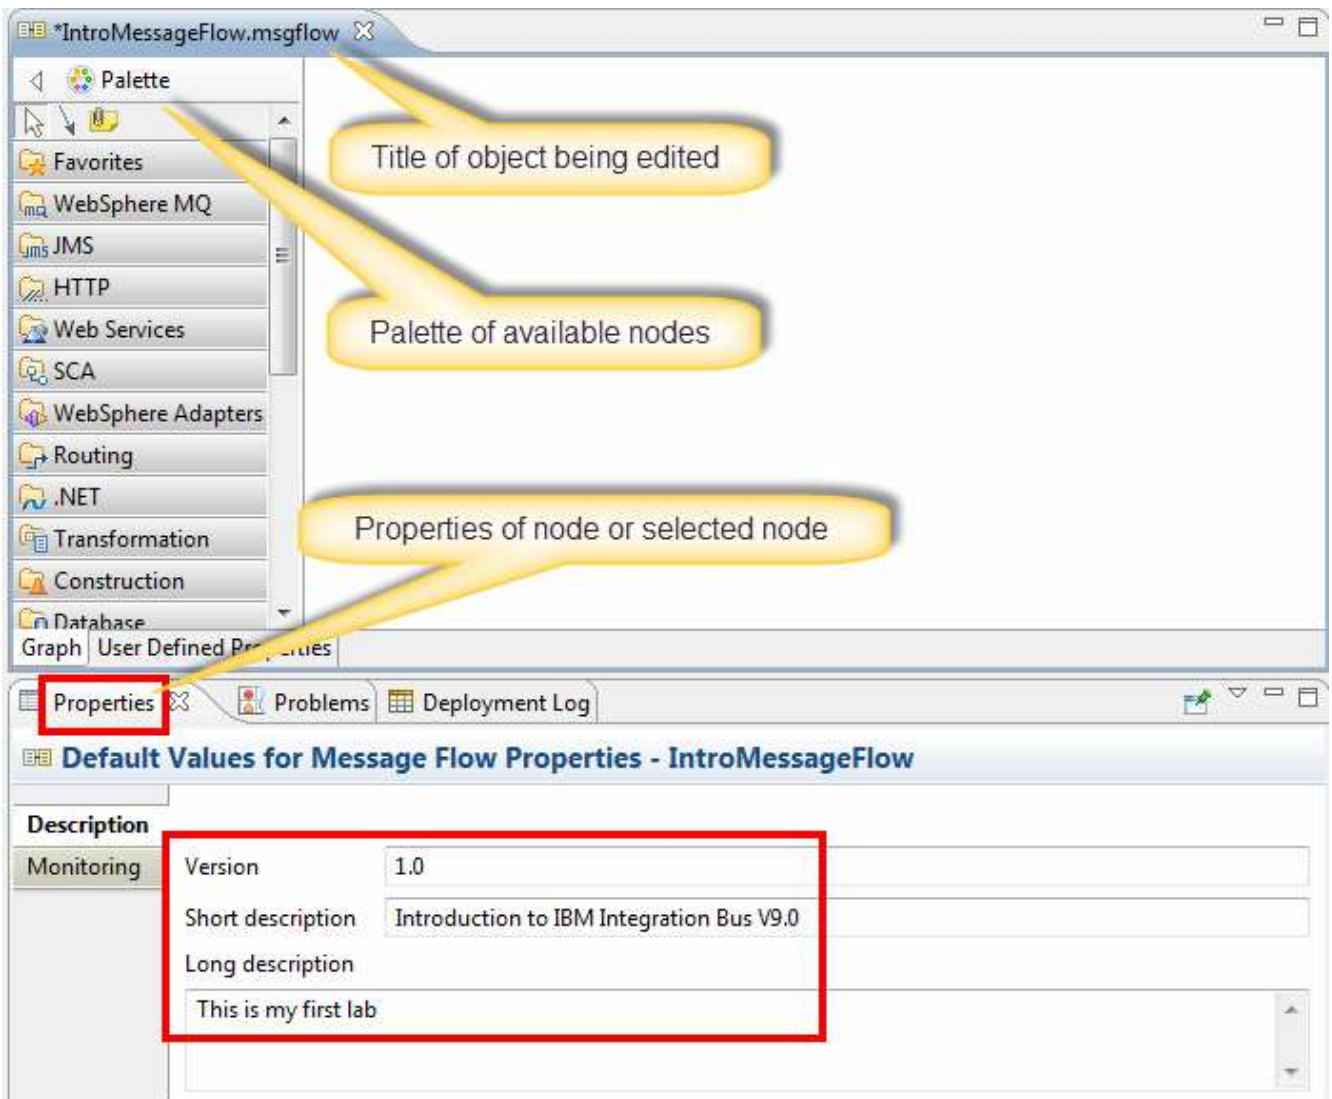 *IntroMessageFlow.msgflow
Palette
Title of object being edited
Favorites
WebSphere MQ
mq
JMS
jms
HTTP
Palette of available nodes
Web Services
SCA
WebSphere Adapters
Routing
.NET
Properties of node or selected node
Transformation
Construction
Database
Graph User Defined Properties
Properties Problems Deployment Log
Default Values for Message Flow Properties - IntroMessageFlow
Description
Monitoring
Version 1.0
Short description Introduction to IBM Integration Bus V9.0
Long description
This is my first lab